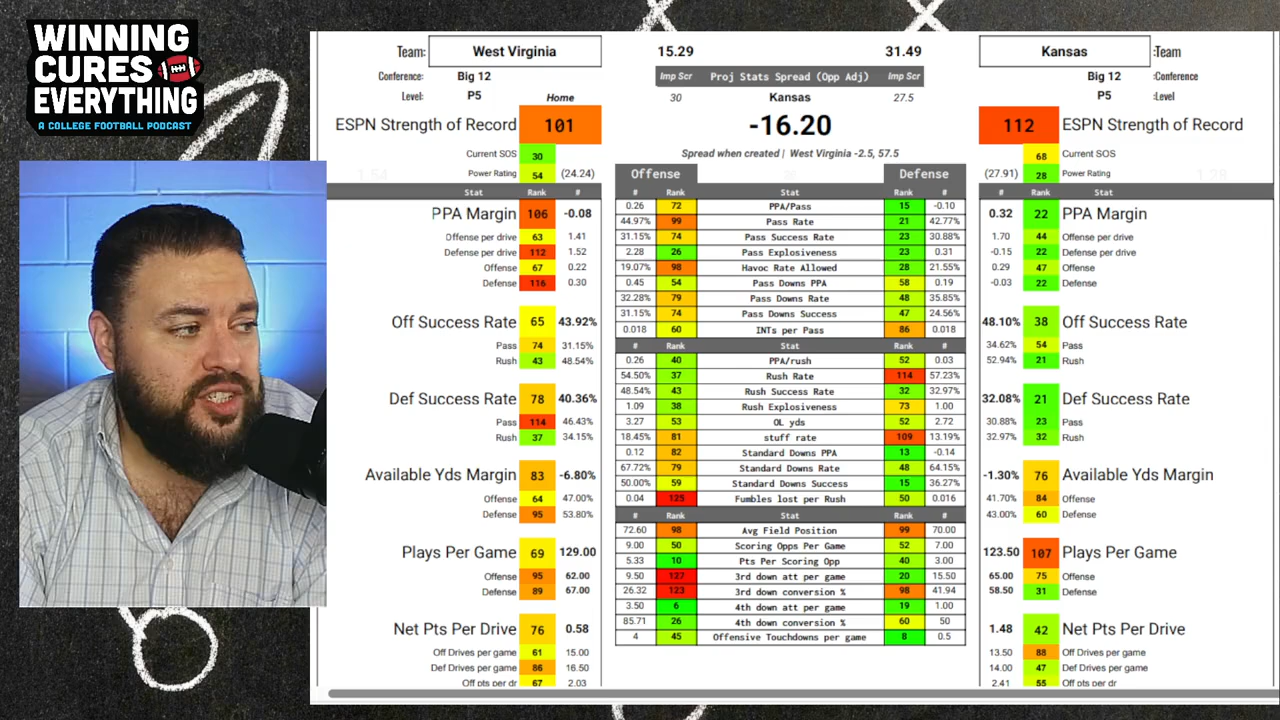 WINNING
CURES
EVERYTHING
A COLLEGE FOOTBALL PODCAST
Team: West Virginia 15.29 31.49 Kansas :Team
Conference: Big 12 Imp Scr Proj Stats Spread (Opp Adj) Imp Scr Big 12 :Conference
Level: P5 Home 30 Kansas 27.5 P5 :Level
ESPN Strength of Record 101 -16.20 112 ESPN Strength of Record
Current SOS 30 Spread when created | West Virginia -2.5, 57.5 68 Current SOS
Power Rating 54 (24.24) (27.91) 28 Power Rating
Offense Defense
Stat Rank # # Rank Stat Rank # # Rank Stat
PPA Margin 106 -0.08
Offense per drive 63 1.41
Defense per drive 112 1.52
Offense 67 0.22
Defense 116 0.30
Off Success Rate 65 43.92%
Pass 74 31.15%
Rush 43 48.54%
Def Success Rate 78 40.36%
Pass 114 46.43%
Rush 37 34.15%
Available Yds Margin 83 -6.80%
Offense 64 47.00%
Defense 95 53.80%
Plays Per Game 69 129.00
Offense 95 62.00
Defense 89 67.00
Net Pts Per Drive 76 0.58
Off Drives per game 61 15.00
Def Drives per game 86 16.50
Off pts per dr 67 2.03
0.26 72 PPA/Pass 15 -0.10
44.97% 99 Pass Rate 21 42.77%
31.15% 74 Pass Success Rate 23 30.88%
2.28 26 Pass Explosiveness 23 0.31
19.07% 98 Havoc Rate Allowed 28 21.55%
0.45 54 Pass Downs PPA 58 0.19
32.28% 79 Pass Downs Rate 48 35.85%
31.15% 74 Pass Downs Success 47 24.56%
0.018 60 INTs per Pass 86 0.018
# Rank Stat Rank #
0.26 40 PPA/rush 52 0.03
54.50% 37 Rush Rate 114 57.23%
48.54% 43 Rush Success Rate 32 32.97%
1.09 38 Rush Explosiveness 73 1.00
3.27 53 OL yds 52 2.72
18.45% 81 stuff rate 109 13.19%
0.12 82 Standard Downs PPA 13 -0.14
67.72% 79 Standard Downs Rate 48 64.15%
50.00% 59 Standard Downs Success 15 36.27%
0.04 125 Fumbles lost per Rush 50 0.016
# Rank Stat Rank #
72.60 98 Avg Field Position 99 70.00
9.00 50 Scoring Opps Per Game 52 7.00
5.33 10 Pts Per Scoring Opp 40 3.00
9.50 127 3rd down att per game 20 15.50
26.32 123 3rd down conversion % 98 41.94
3.50 6 4th down att per game 19 1.00
85.71 26 4th down conversion % 60 50
4 45 Offensive Touchdowns per game 8 0.5
0.32 22 PPA Margin
1.70 44 Offense per drive
-0.15 22 Defense per drive
0.29 47 Offense
-0.03 22 Defense
48.10% 38 Off Success Rate
34.62% 54 Pass
52.94% 21 Rush
32.08% 21 Def Success Rate
30.88% 23 Pass
32.97% 32 Rush
-1.30% 76 Available Yds Margin
41.70% 84 Offense
43.00% 60 Defense
123.50 107 Plays Per Game
65.00 75 Offense
58.50 31 Defense
1.48 42 Net Pts Per Drive
13.50 88 Off Drives per game
14.00 47 Def Drives per game
2.41 55 Off pts per dr